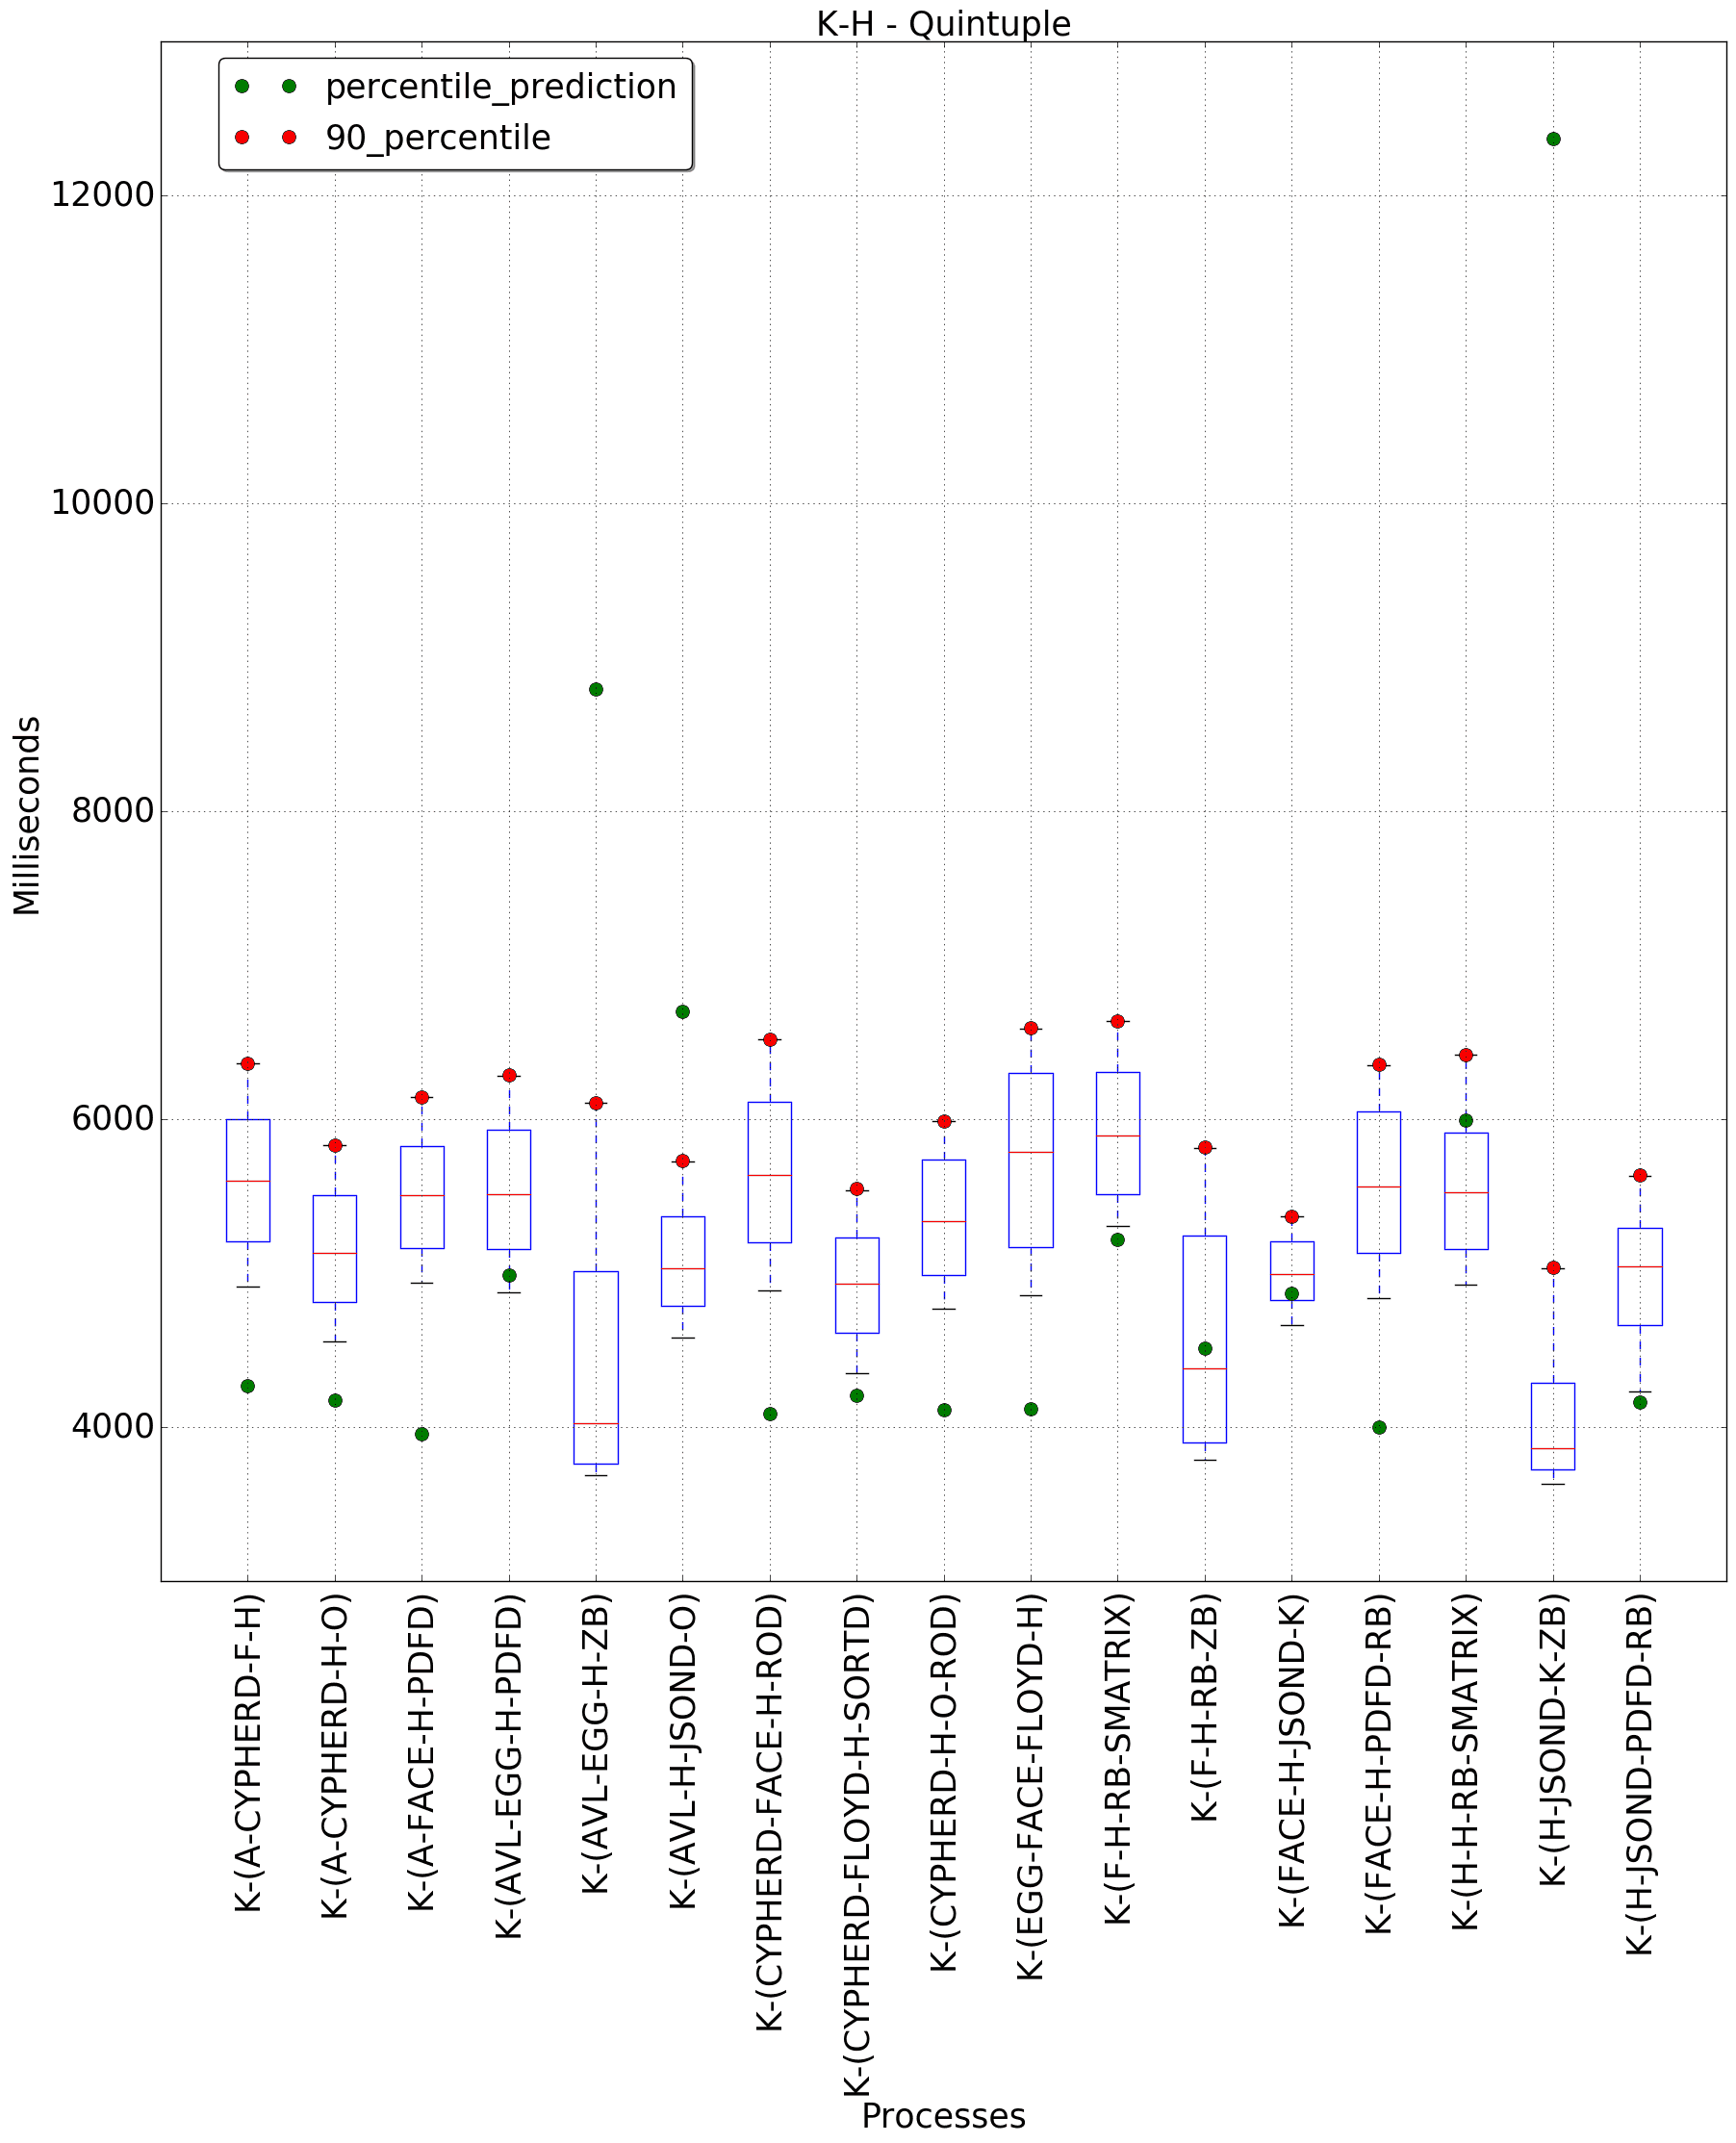 K-H - Quintuple
percentile_prediction
90_percentile
12000
10000
8000
6000
4000
Milliseconds
K-(A-CYPHERD-F-H)
K-(A-CYPHERD-H-O)
K-(A-FACE-H-PDFD)
K-(AVL-EGG-H-PDFD)
K-(AVL-EGG-H-ZB)
K-(AVL-H-JSOND-O)
K-(CYPHERD-FACE-H-ROD)
K-(CYPHERD-FLOYD-H-SORTD)
K-(CYPHERD-H-O-ROD)
K-(EGG-FACE-FLOYD-H)
K-(F-H-RB-SMATRIX)
K-(F-H-RB-ZB)
K-(FACE-H-JSOND-K)
K-(FACE-H-PDFD-RB)
K-(H-H-RB-SMATRIX)
K-(H-JSOND-K-ZB)
K-(H-JSOND-PDFD-RB)
Processes